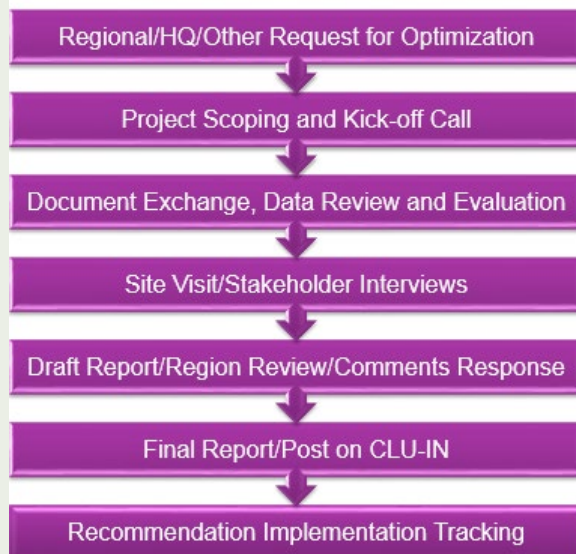 Regional/HQ/Other Request for Optimization
Project Scoping and Kick-off Call
Document Exchange, Data Review and Evaluation
Site Visit/Stakeholder Interviews
Draft Report/Region Review/Comments Response
Final Report/Post on CLU-IN
Recommendation Implementation Tracking